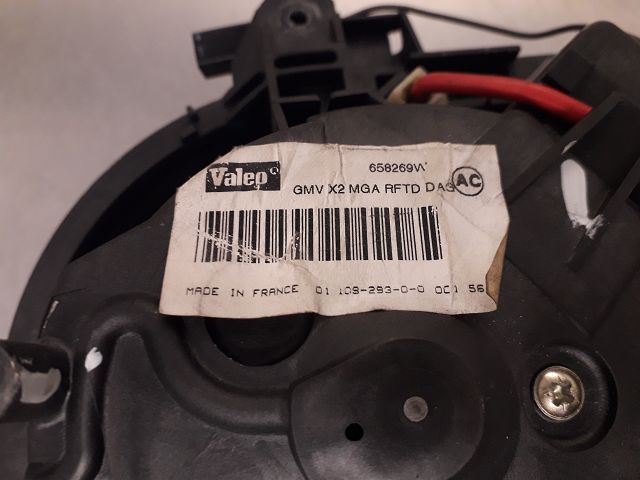 Valeo
658269W
GMV X2 MGA RFTD DAG AC
MADE IN FRANCE 01 109-293-0-0 001 56